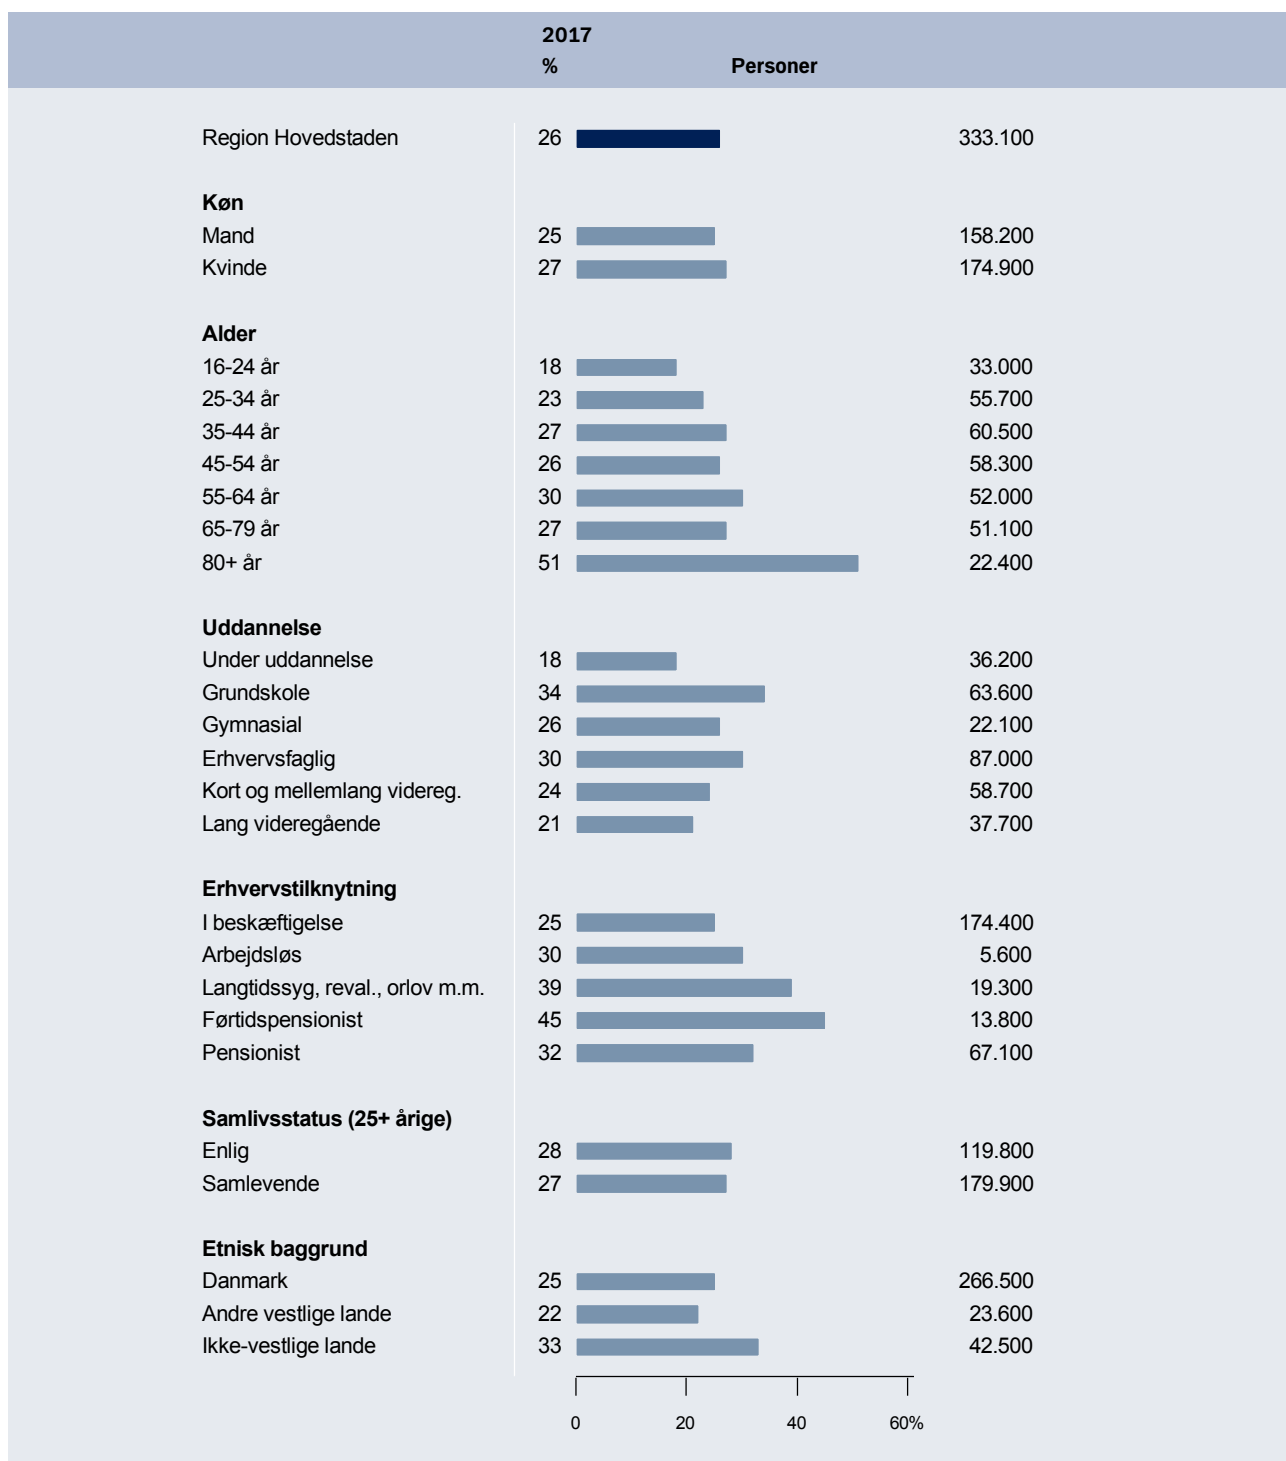 2017
% Personer
Region Hovedstaden 26 333.100
Køn
Mand 25 158.200
Kvinde 27 174.900
Alder
16-24 år 18 33.000
25-34 år 23 55.700
35-44 år 27 60.500
45-54 år 26 58.300
55-64 år 30 52.000
65-79 år 27 51.100
80+ år 51 22.400
Uddannelse
Under uddannelse 18 36.200
Grundskole 34 63.600
Gymnasial 26 22.100
Erhvervsfaglig 30 87.000
Kort og mellemlang videreg. 24 58.700
Lang videregående 21 37.700
Erhvervstilknytning
I beskæftigelse 25 174.400
Arbejdsløs 30 5.600
Langtidssyg, reval., orlov m.m. 39 19.300
Førtidspensionist 45 13.800
Pensionist 32 67.100
Samlivsstatus (25+ årige)
Enlig 28 119.800
Samlevende 27 179.900
Etnisk baggrund
Danmark 25 266.500
Andre vestlige lande 22 23.600
Ikke-vestlige lande 33 42.500
0 20 40 60%